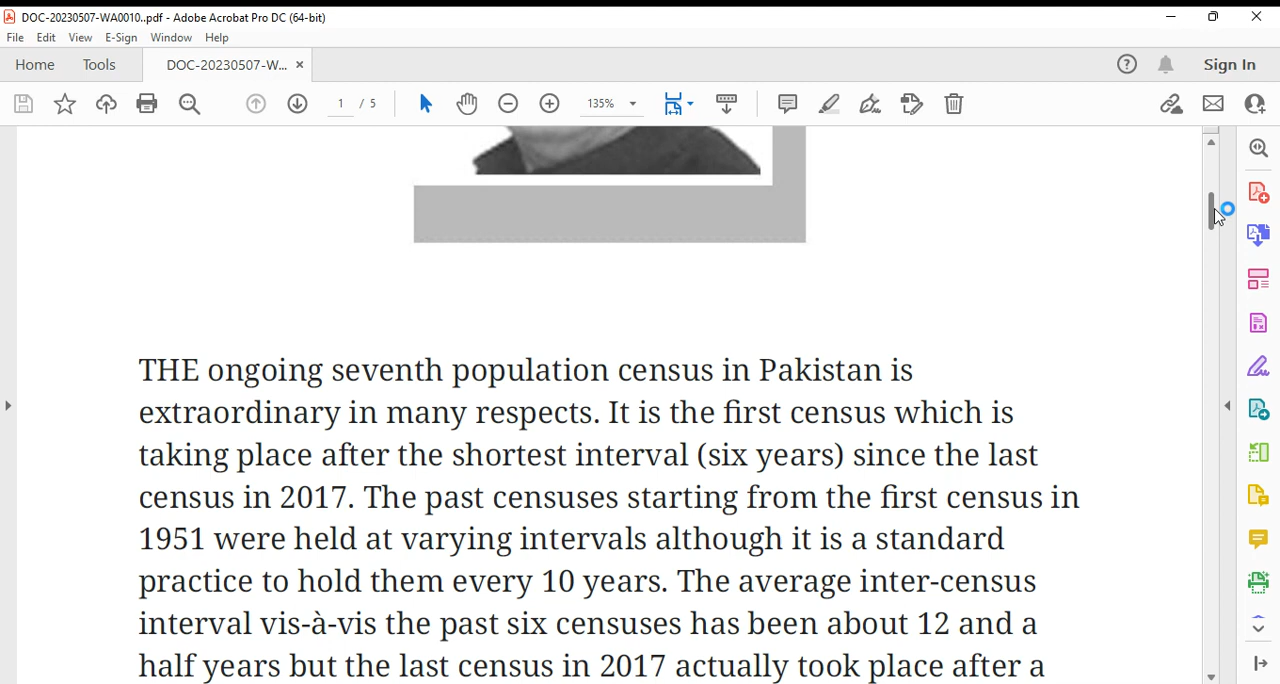 DOC-20230507-WA0010..pdf - Adobe Acrobat Pro DC (64-bit)
File Edit View E-Sign Window Help
Home Tools DOC-20230507-W... × Sign In
1 / 5 135%
THE ongoing seventh population census in Pakistan is
extraordinary in many respects. It is the first census which is
taking place after the shortest interval (six years) since the last
census in 2017. The past censuses starting from the first census in
1951 were held at varying intervals although it is a standard
practice to hold them every 10 years. The average inter-census
interval vis-à-vis the past six censuses has been about 12 and a
half years but the last census in 2017 actually took place after a